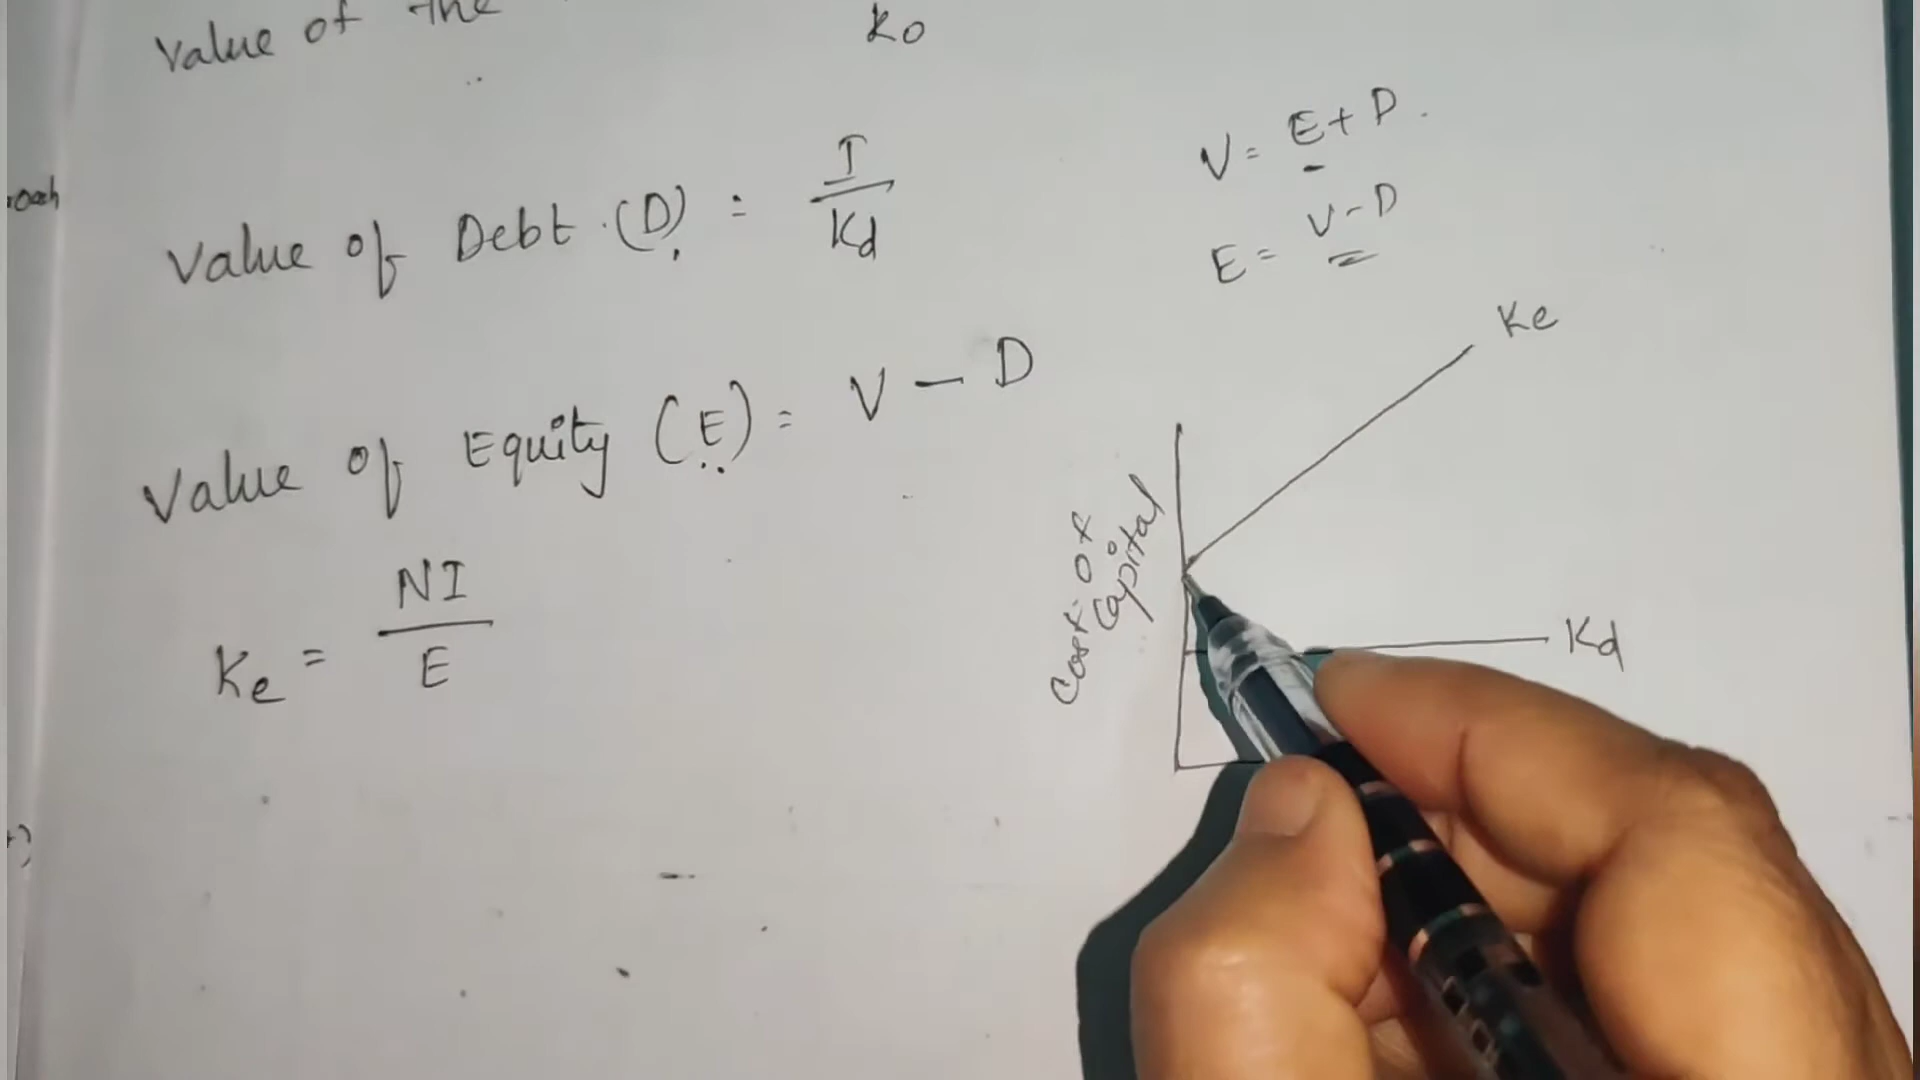 Value of the
Ko
Value of Debt (D) = I / Kd
V = E + D
E = V - D
Value of Equity (E) = V - D
Ke = NI / E
Ke
Cost of
Capital
Kd